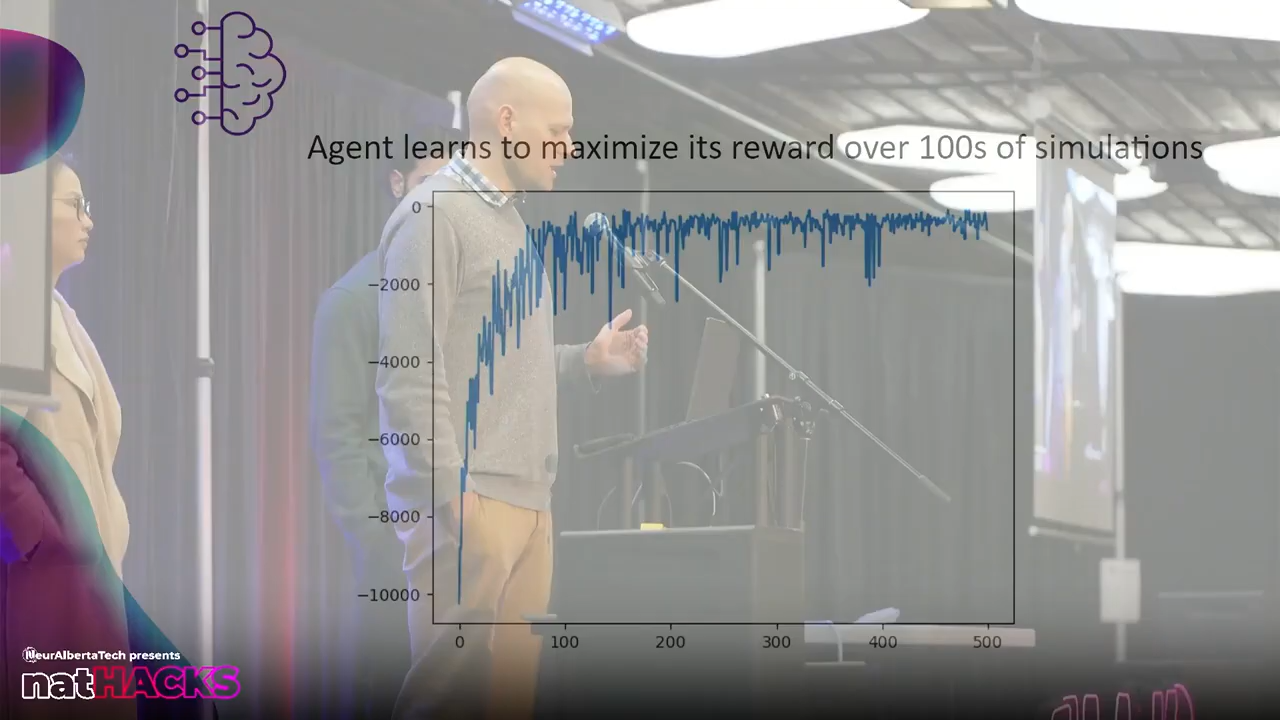 Agent learns to maximize its reward over 100s of simulations
0
−2000
−4000
−6000
−8000
−10000
0 100 200 300 400 500
NeurAlbertaTech presents
natHACKS